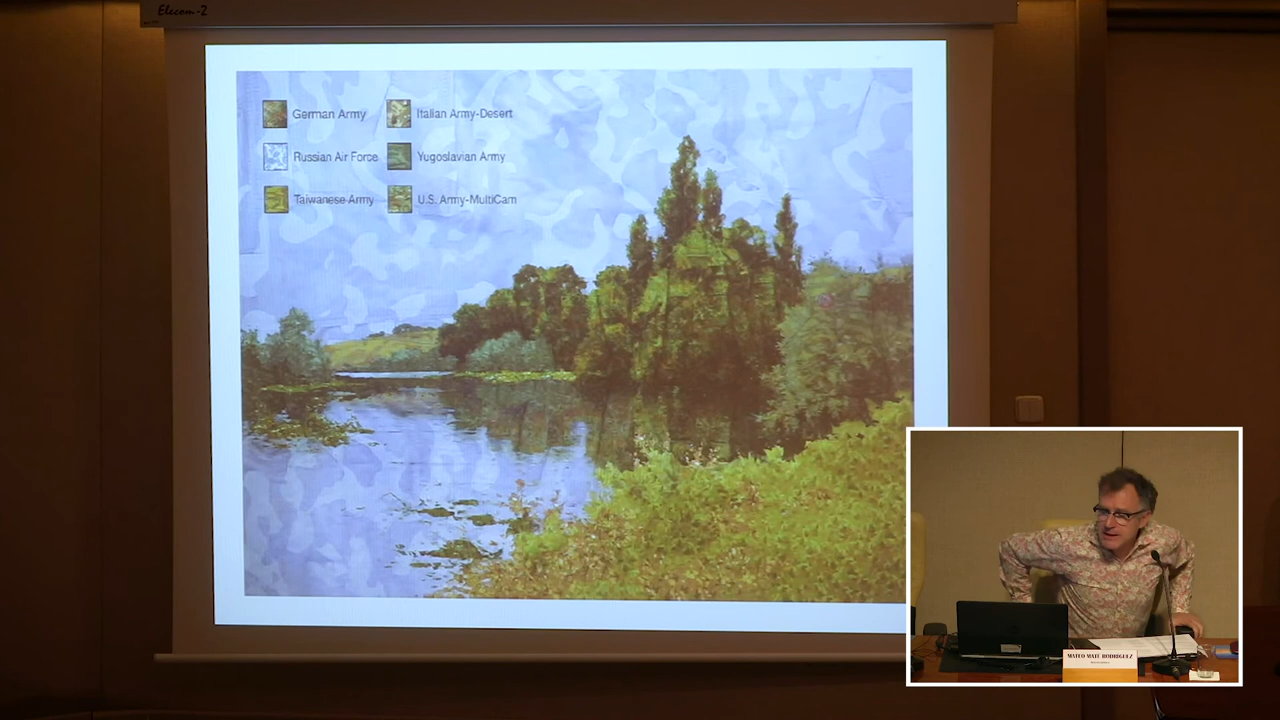 Elecom-2
German Army
Italian Army-Desert
Russian Air Force
Yugoslavian Army
Taiwanese Army
U.S. Army-MultiCam
MATEO MATE RODRIGUEZ